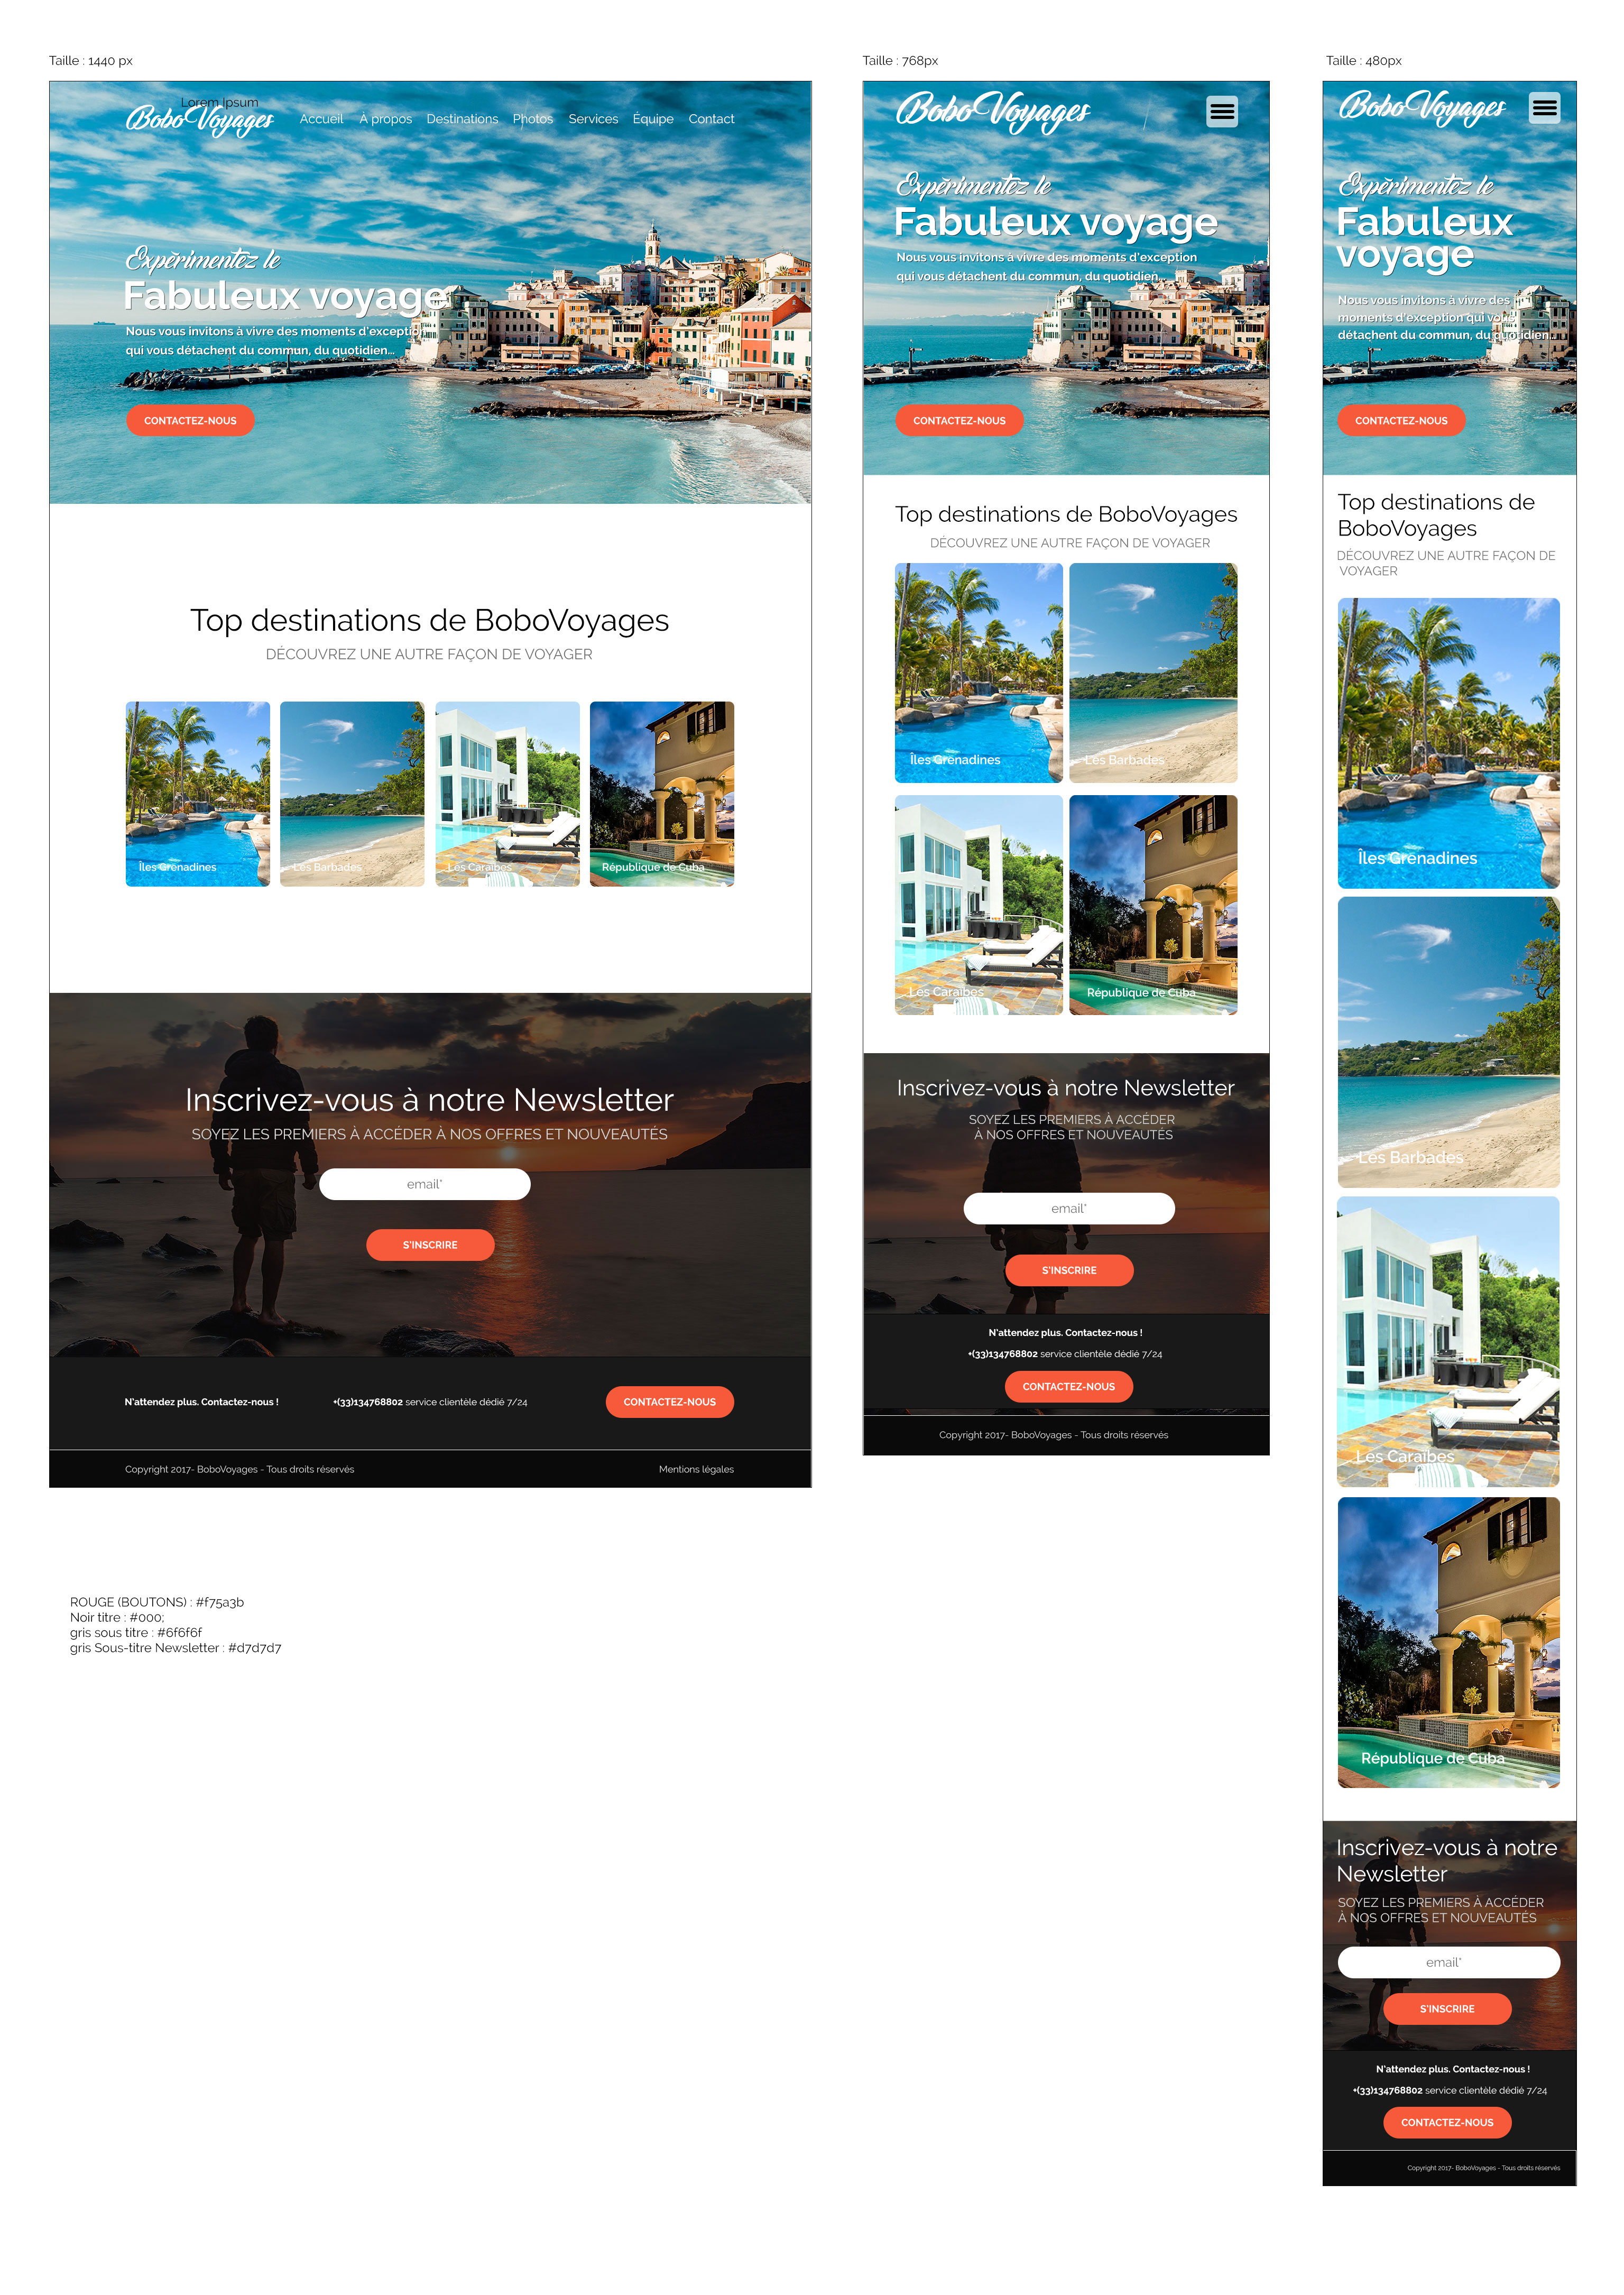 Taille : 1440 px
Lorem Ipsum
BoboVoyages
Accueil À propos Destinations Photos Services Équipe Contact
Expérimentez le
Fabuleux voyage
Nous vous invitons à vivre des moments d'exception
qui vous détachent du commun, du quotidien...
CONTACTEZ-NOUS
Top destinations de BoboVoyages
DÉCOUVREZ UNE AUTRE FAÇON DE VOYAGER
Îles Grenadines
Les Barbades
Les Caraïbes
République de Cuba
Inscrivez-vous à notre Newsletter
SOYEZ LES PREMIERS À ACCÉDER À NOS OFFRES ET NOUVEAUTÉS
email*
S'INSCRIRE
N'attendez plus. Contactez-nous !
+(33)134768802 service clientèle dédié 7/24
CONTACTEZ-NOUS
Copyright 2017- BoboVoyages - Tous droits réservés
Mentions légales
ROUGE (BOUTONS) : #f75a3b
Noir titre : #000;
gris sous titre : #6f6f6f
gris Sous-titre Newsletter : #d7d7d7
Taille : 768px
BoboVoyages
Expérimentez le
Fabuleux voyage
Nous vous invitons à vivre des moments d'exception
qui vous détachent du commun, du quotidien...
CONTACTEZ-NOUS
Top destinations de BoboVoyages
DÉCOUVREZ UNE AUTRE FAÇON DE VOYAGER
Îles Grenadines
Les Barbades
Les Caraïbes
République de Cuba
Inscrivez-vous à notre Newsletter
SOYEZ LES PREMIERS À ACCÉDER
À NOS OFFRES ET NOUVEAUTÉS
email*
S'INSCRIRE
N'attendez plus. Contactez-nous !
+(33)134768802 service clientèle dédié 7/24
CONTACTEZ-NOUS
Copyright 2017- BoboVoyages - Tous droits réservés
Taille : 480px
BoboVoyages
Expérimentez le
Fabuleux
voyage
Nous vous invitons à vivre des
moments d'exception qui vous
détachent du commun, du quotidien...
CONTACTEZ-NOUS
Top destinations de
BoboVoyages
DÉCOUVREZ UNE AUTRE FAÇON DE
VOYAGER
Îles Grenadines
Les Barbades
Les Caraïbes
République de Cuba
Inscrivez-vous à notre
Newsletter
SOYEZ LES PREMIERS À ACCÉDER
À NOS OFFRES ET NOUVEAUTÉS
email*
S'INSCRIRE
N'attendez plus. Contactez-nous !
+(33)134768802 service clientèle dédié 7/24
CONTACTEZ-NOUS
Copyright 2017- BoboVoyages - Tous droits réservés